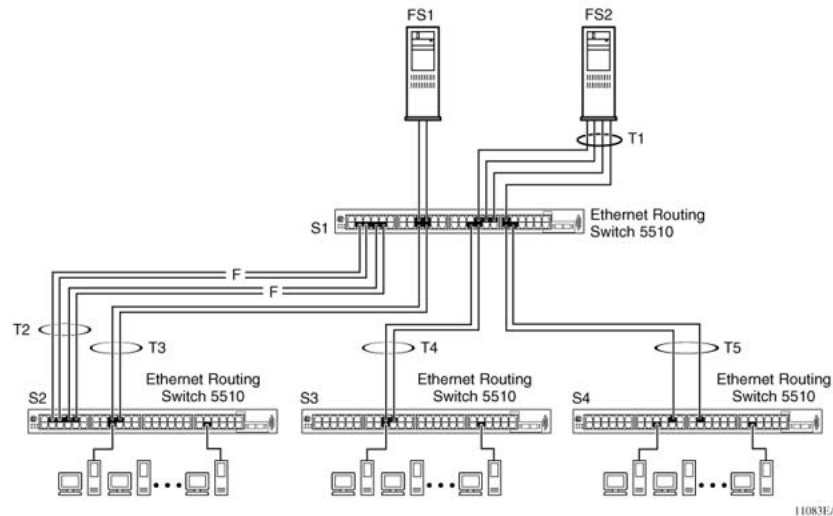 FS1
FS2
T1
S1
Ethernet Routing
Switch 5510
F
F
T2
T3
T4
T5
S2
Ethernet Routing
Switch 5510
S3
Ethernet Routing
Switch 5510
S4
Ethernet Routing
Switch 5510